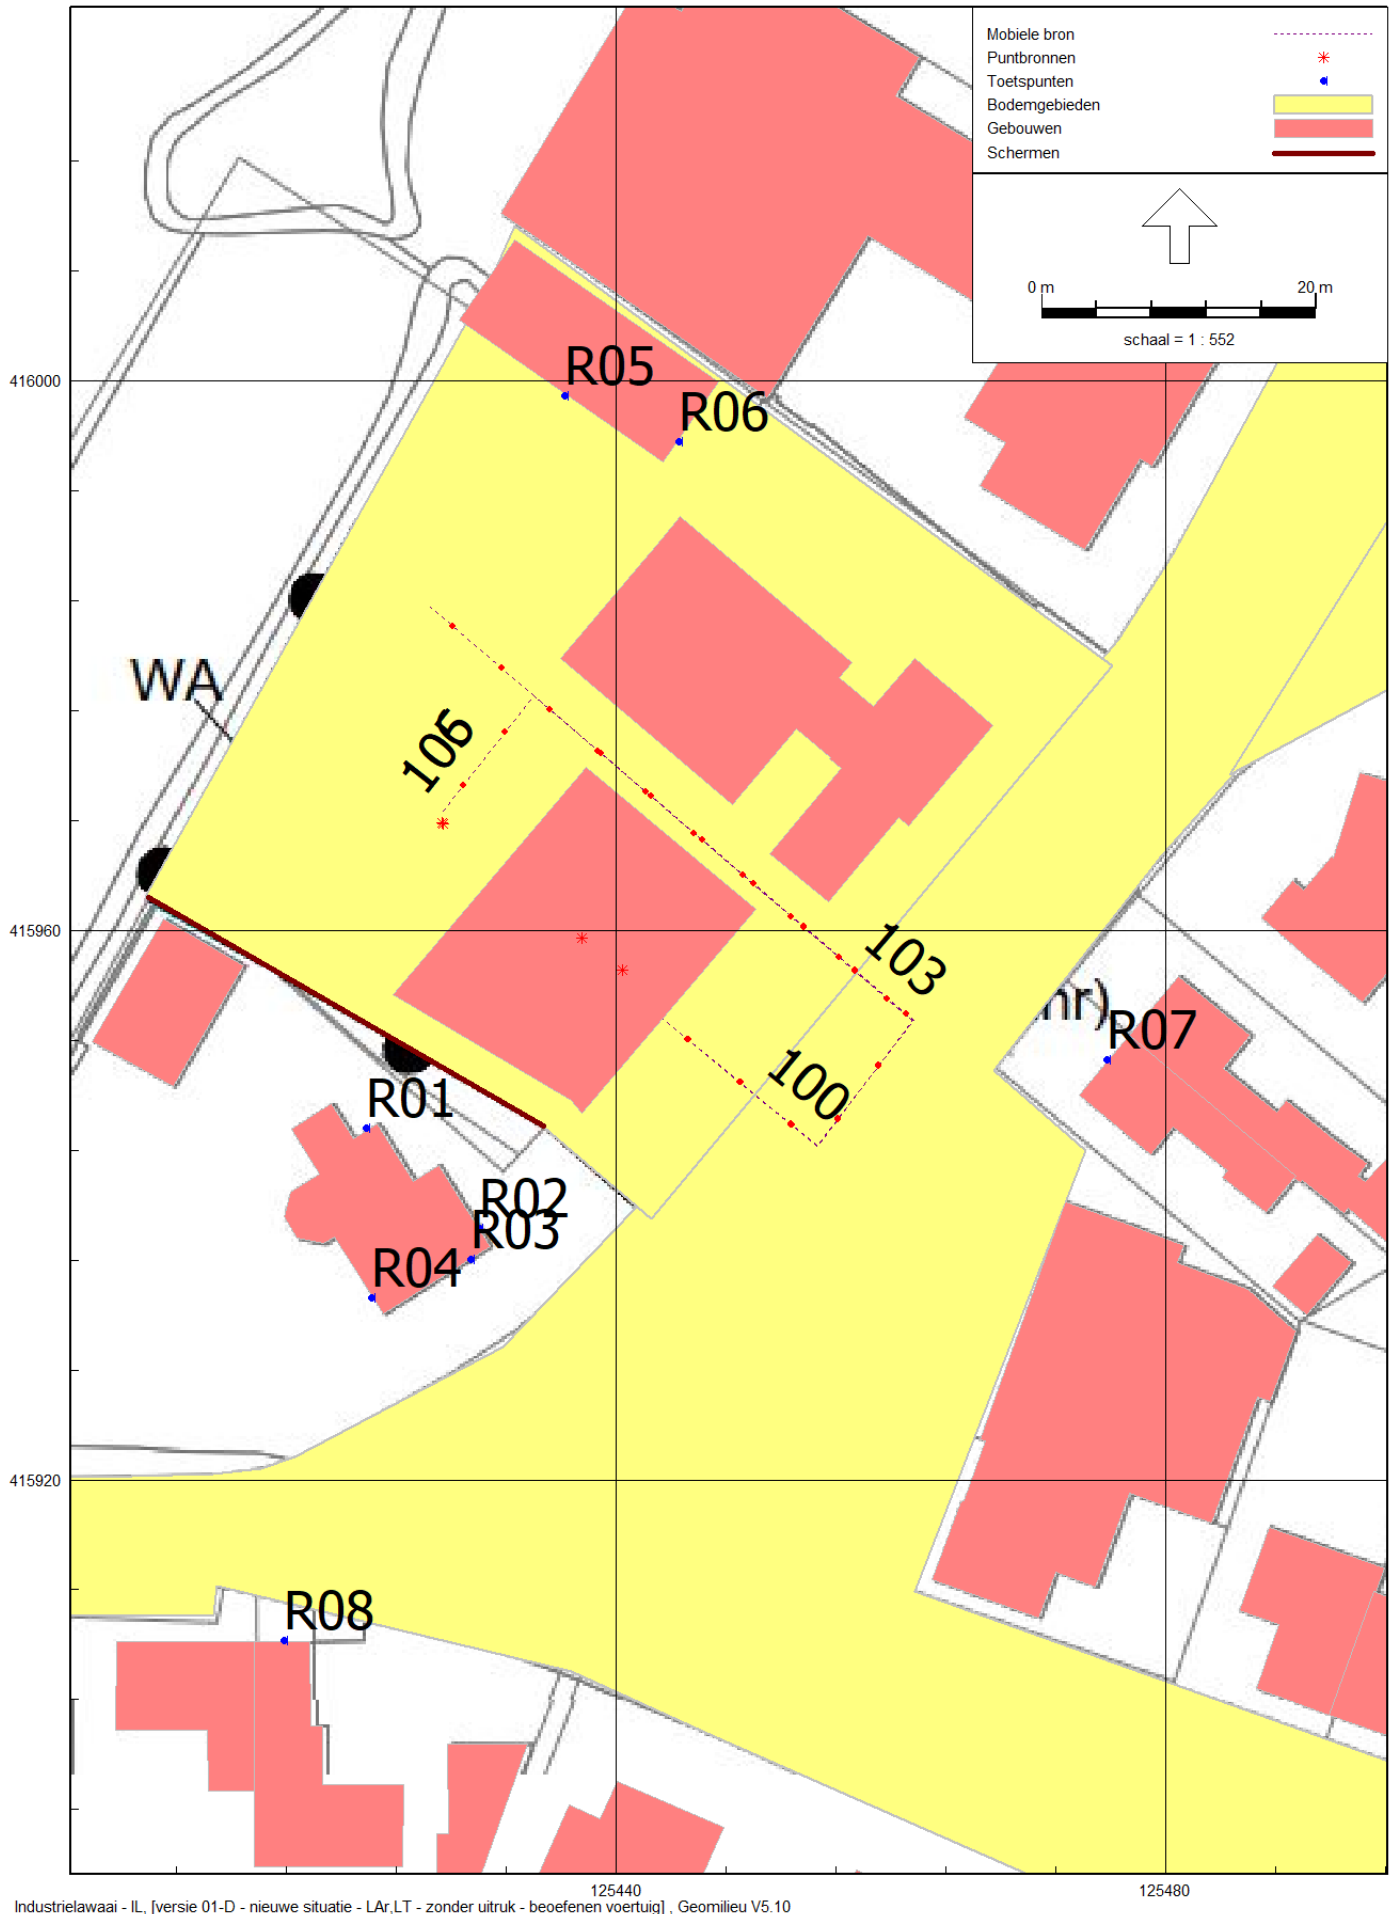 Mobiele bron
Puntbronnen
Toetspunten
Bodemgebieden
Gebouwen
Schermen
0 m 20 m
schaal = 1 : 552
416000
R05
R06
WA
103
415960
hr)
R07
100
R01
R02
R03
R04
415920
R08
125440 125480
Industrielawaai - IL, [versie 01-D - nieuwe situatie - LAr,LT - zonder uitruk - beoefenen voertuig] , Geomilieu V5.10